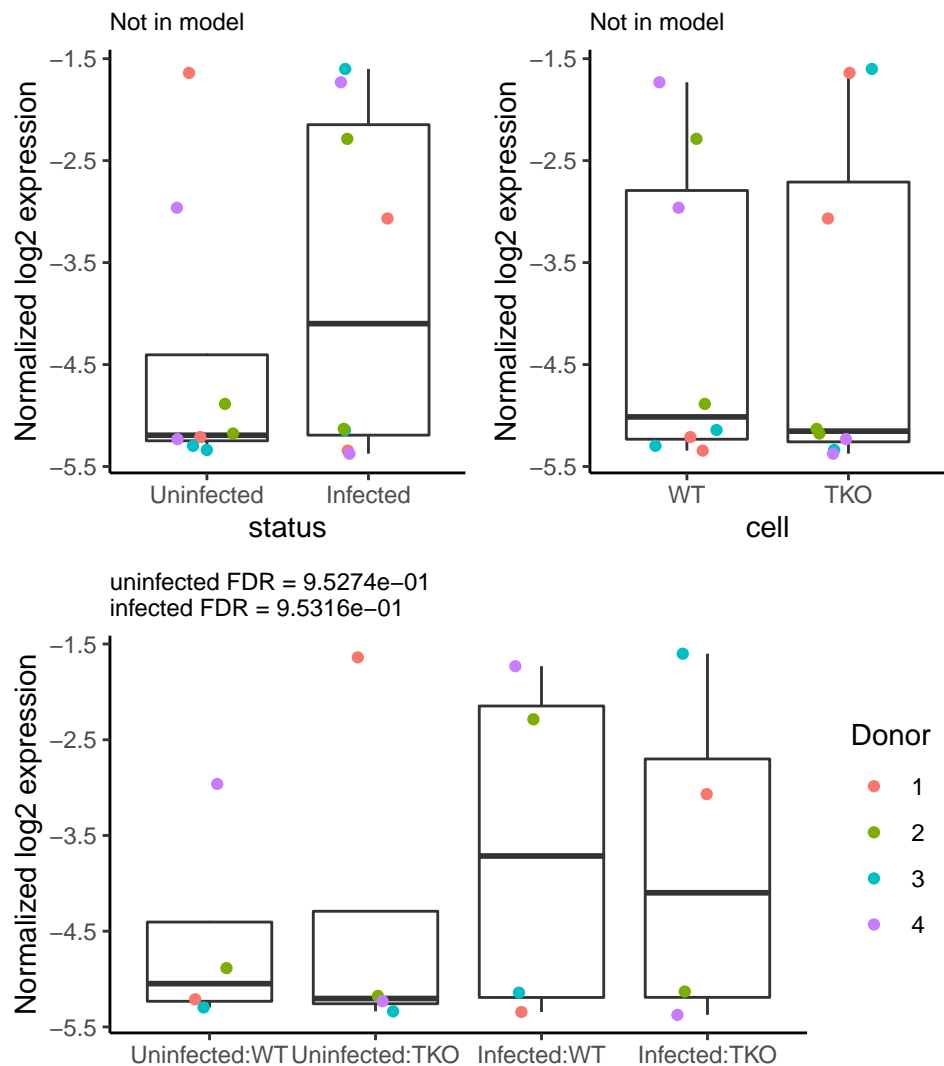 Not in model
Normalized log2 expression
−1.5
−2.5
−3.5
−4.5
−5.5
Uninfected Infected
status
Not in model
Normalized log2 expression
−1.5
−2.5
−3.5
−4.5
−5.5
WT TKO
cell
uninfected FDR = 9.5274e−01
infected FDR = 9.5316e−01
Normalized log2 expression
−1.5
−2.5
−3.5
−4.5
−5.5
Uninfected:WT Uninfected:TKO Infected:WT Infected:TKO
Donor
1
2
3
4